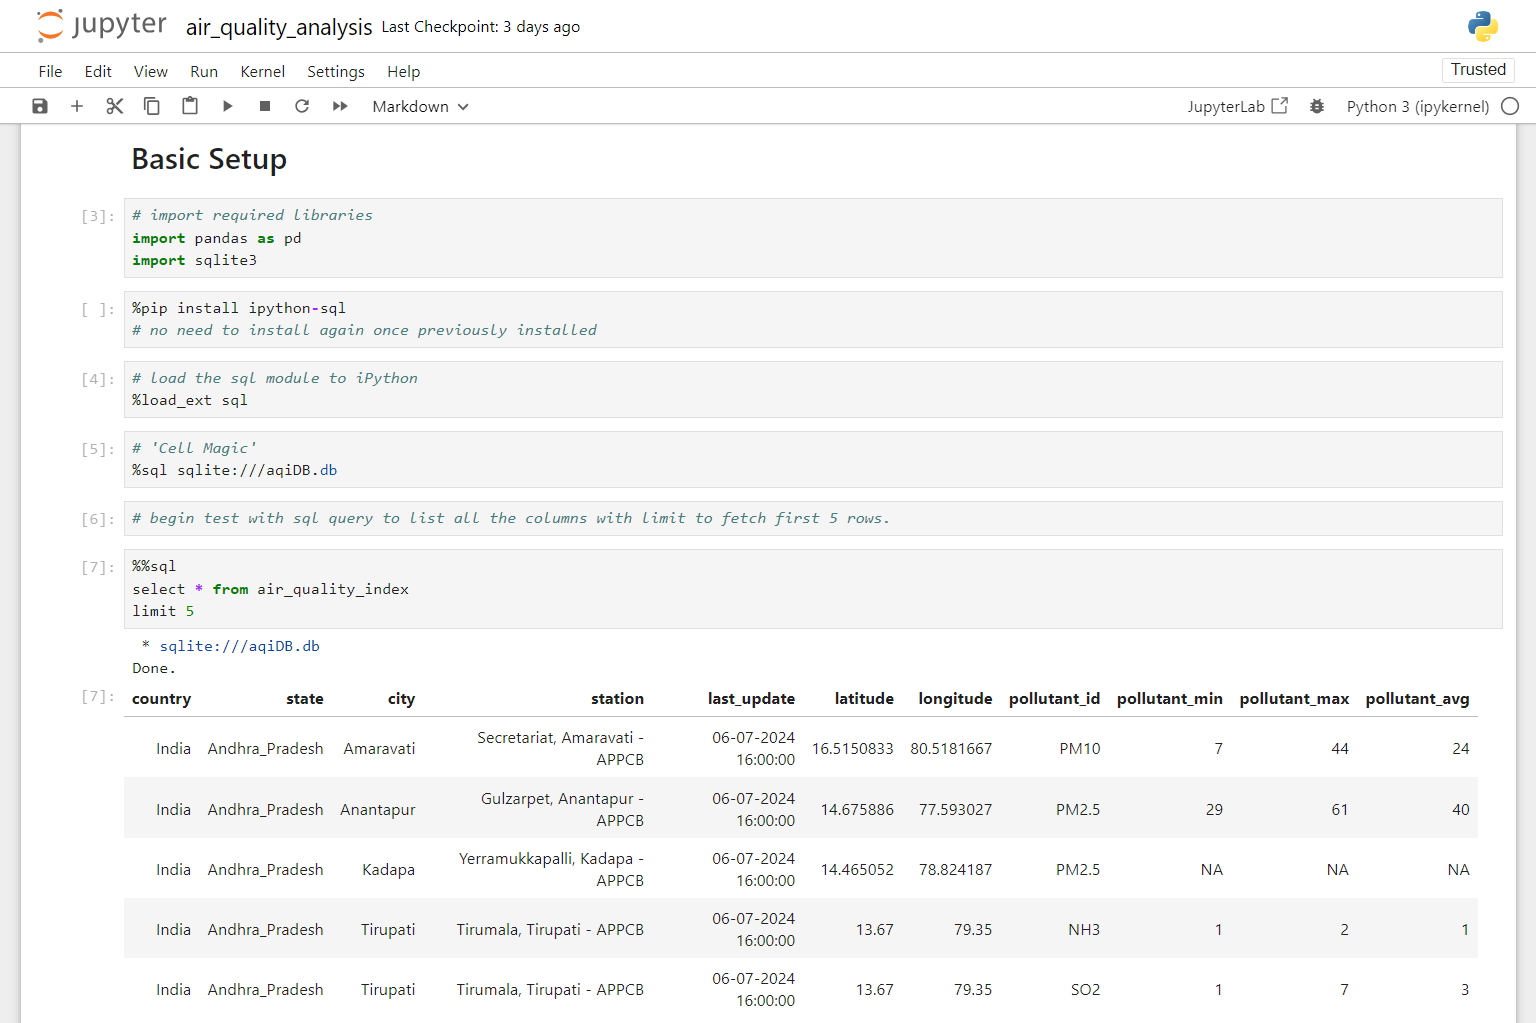 jupyter air_quality_analysis Last Checkpoint: 3 days ago
File Edit View Run Kernel Settings Help Trusted
Markdown JupyterLab Python 3 (ipykernel)
Basic Setup
[3]: # import required libraries
import pandas as pd
import sqlite3
[ ]: %pip install ipython-sql
# no need to install again once previously installed
[4]: # load the sql module to iPython
%load_ext sql
[5]: # 'Cell Magic'
%sql sqlite:///aqiDB.db
[6]: # begin test with sql query to list all the columns with limit to fetch first 5 rows.
[7]: %%sql
select * from air_quality_index
limit 5
* sqlite:///aqiDB.db
Done.
[7]: country state city station last_update latitude longitude pollutant_id pollutant_min pollutant_max pollutant_avg
India Andhra_Pradesh Amaravati Secretariat, Amaravati - APPCB 06-07-2024 16:00:00 16.5150833 80.5181667 PM10 7 44 24
India Andhra_Pradesh Anantapur Gulzarpet, Anantapur - APPCB 06-07-2024 16:00:00 14.675886 77.593027 PM2.5 29 61 40
India Andhra_Pradesh Kadapa Yerramukkapalli, Kadapa - APPCB 06-07-2024 16:00:00 14.465052 78.824187 PM2.5 NA NA NA
India Andhra_Pradesh Tirupati Tirumala, Tirupati - APPCB 06-07-2024 16:00:00 13.67 79.35 NH3 1 2 1
India Andhra_Pradesh Tirupati Tirumala, Tirupati - APPCB 06-07-2024 16:00:00 13.67 79.35 SO2 1 7 3